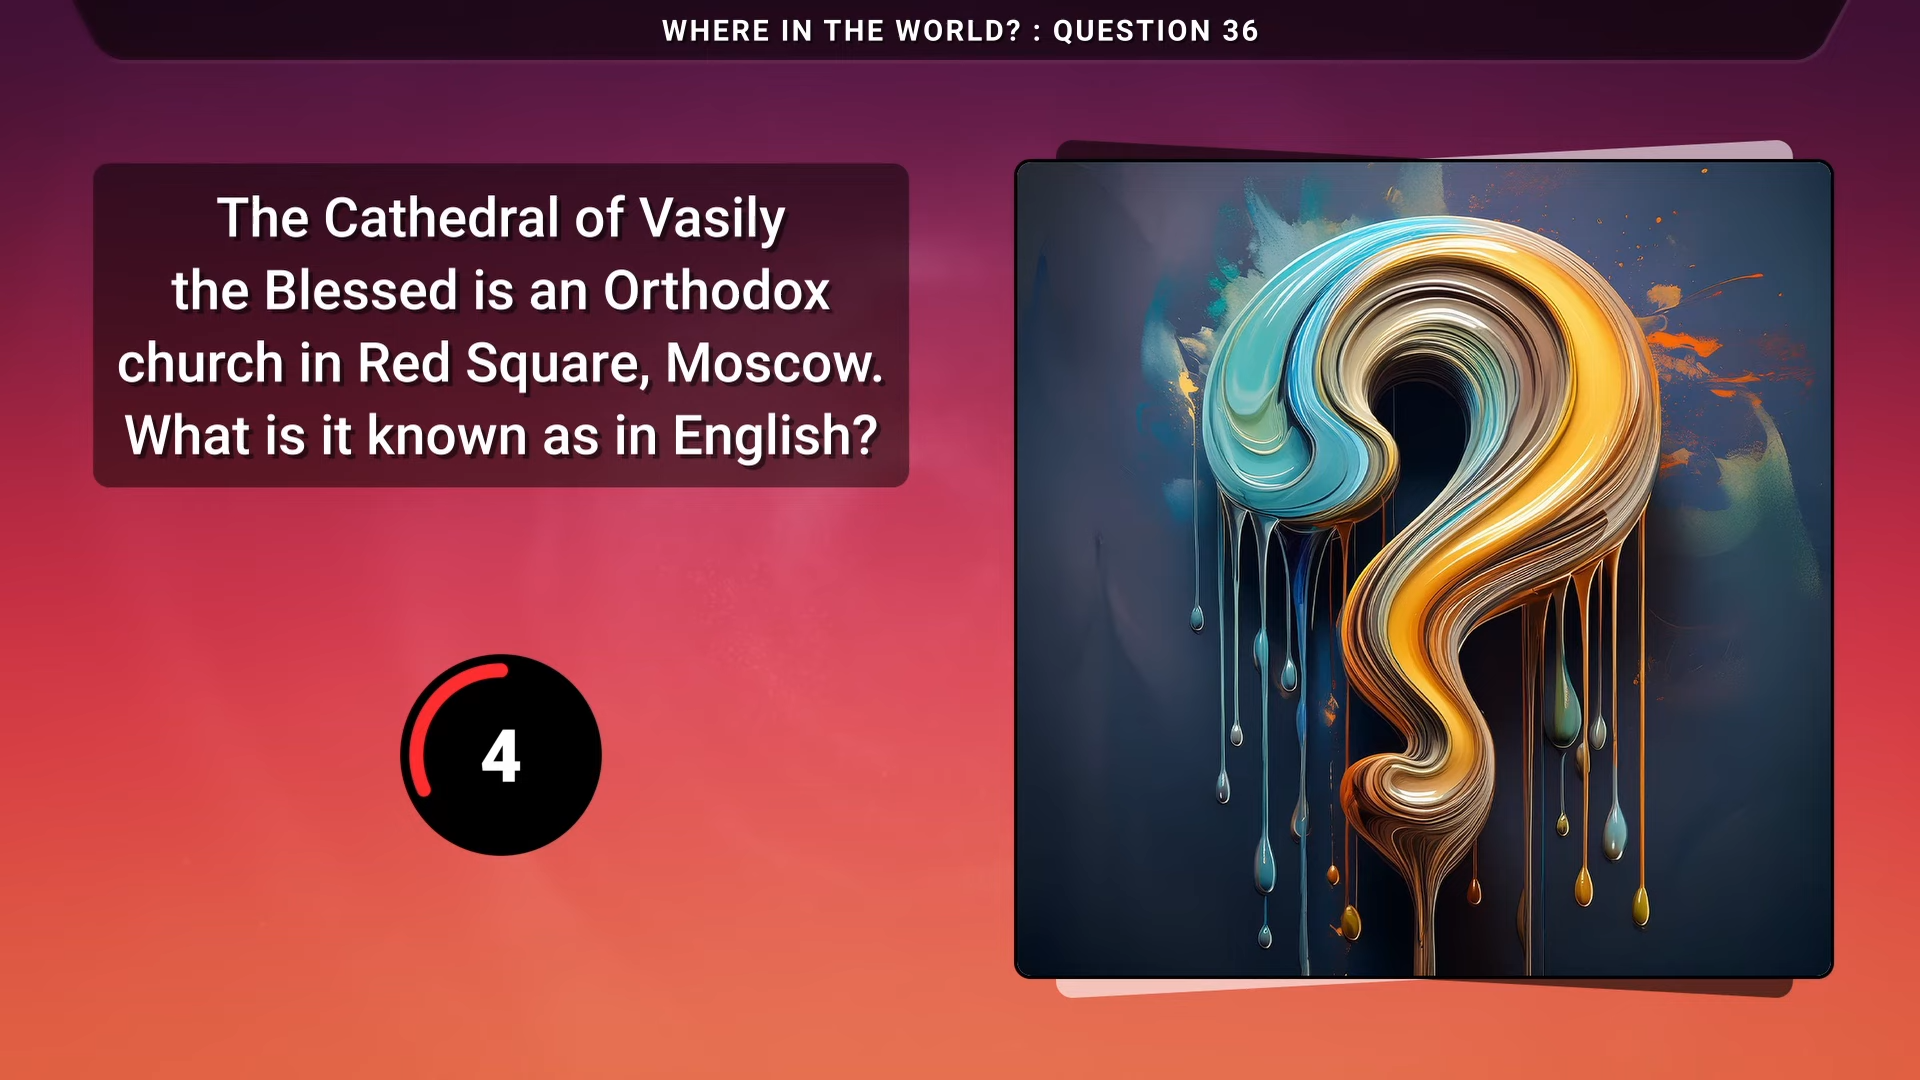 WHERE IN THE WORLD? : QUESTION 36
The Cathedral of Vasily
the Blessed is an Orthodox
church in Red Square, Moscow.
What is it known as in English?
4